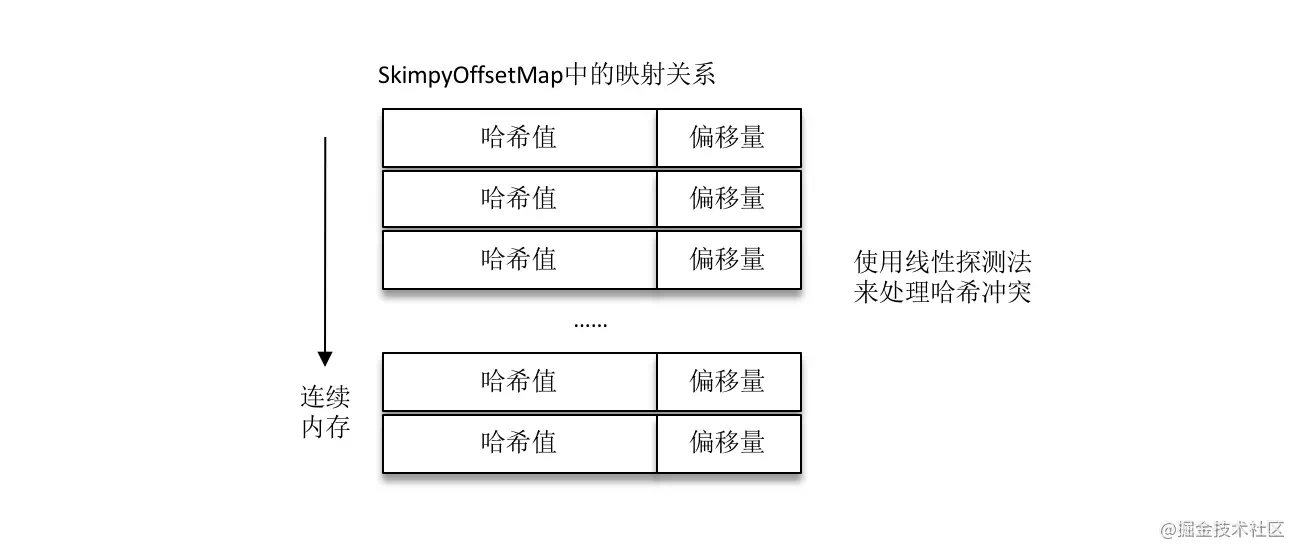 SkimpyOffsetMap中的映射关系
哈希值 偏移量
哈希值 偏移量
哈希值 偏移量
使用线性探测法
来处理哈希冲突
......
哈希值 偏移量
连续
内存
哈希值 偏移量
@掘金技术社区